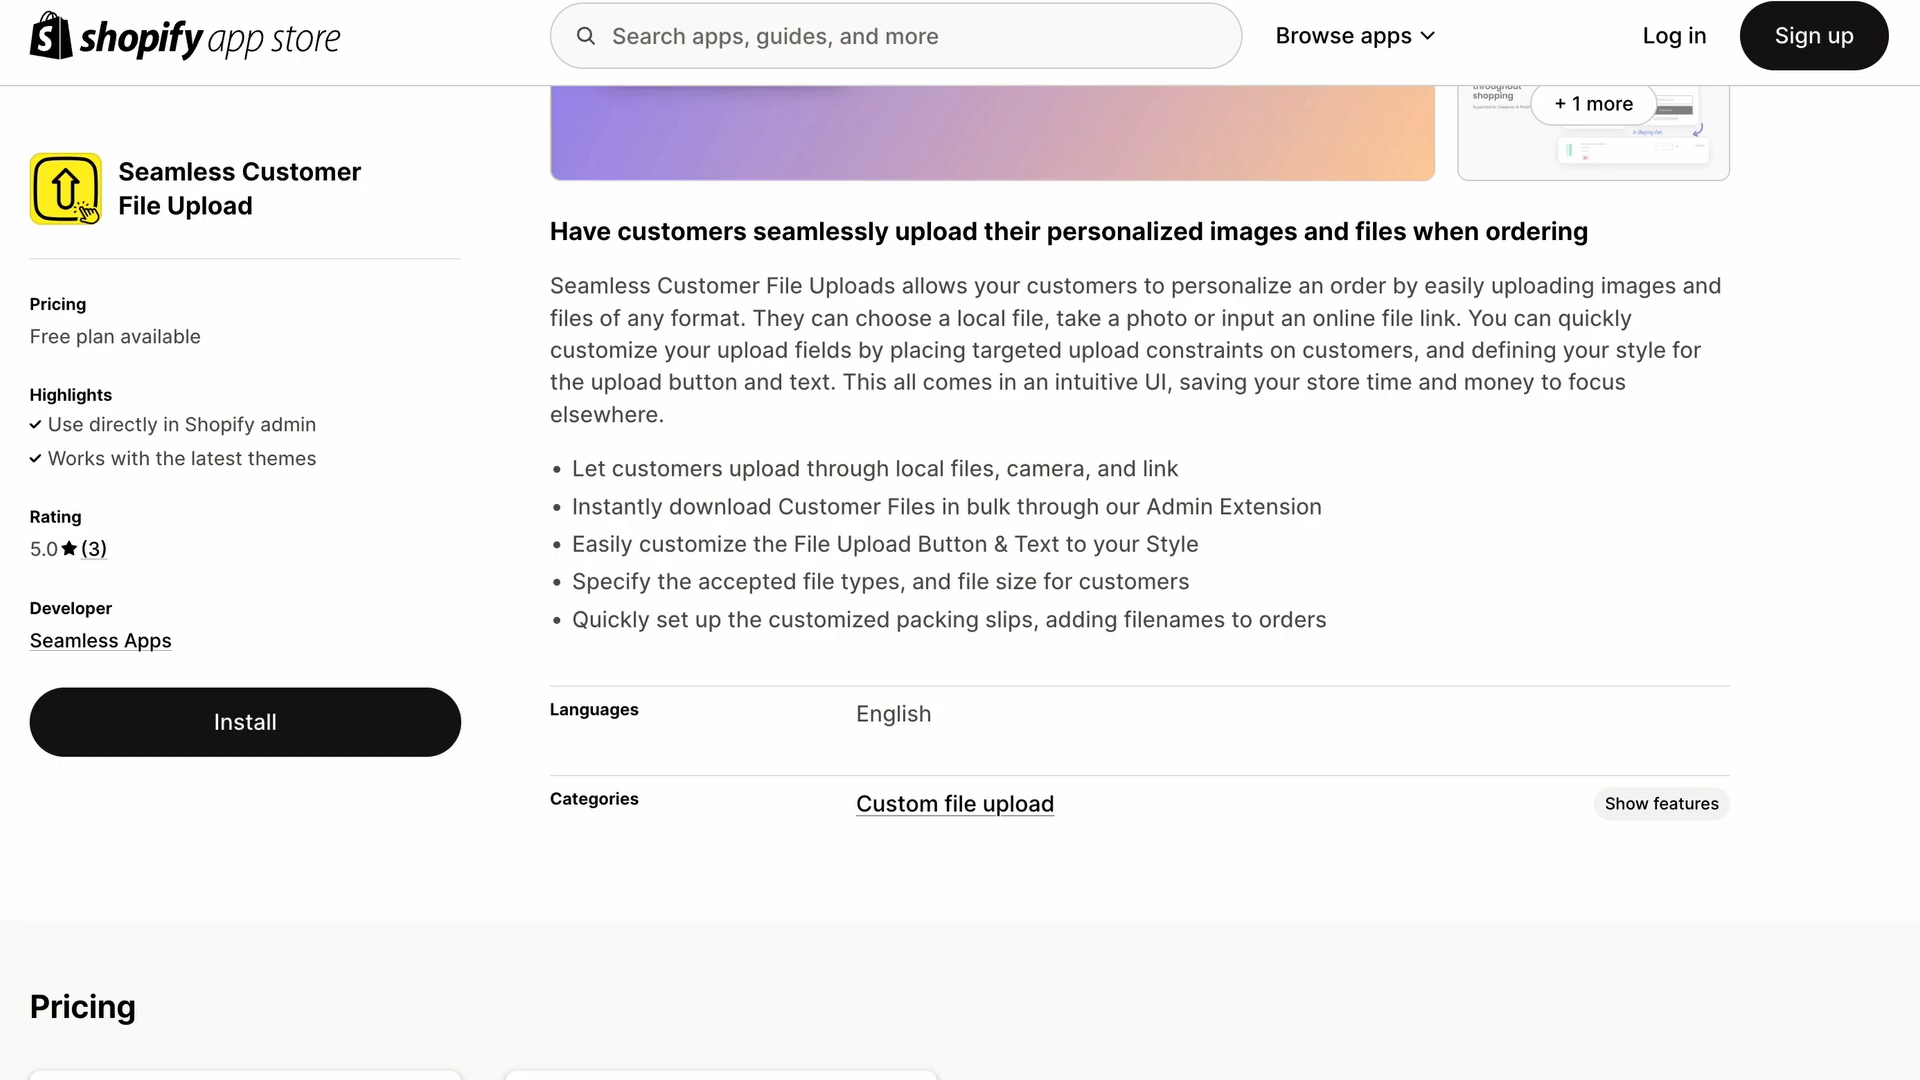 shopify app store
Search apps, guides, and more
Browse apps
Log in
Sign up
throughout
shopping
+ 1 more
Seamless Customer
File Upload
Pricing
Free plan available
Highlights
Use directly in Shopify admin
Works with the latest themes
Rating
5.0 ★ (3)
Developer
Seamless Apps
Install
Have customers seamlessly upload their personalized images and files when ordering
Seamless Customer File Uploads allows your customers to personalize an order by easily uploading images and
files of any format. They can choose a local file, take a photo or input an online file link. You can quickly
customize your upload fields by placing targeted upload constraints on customers, and defining your style for
the upload button and text. This all comes in an intuitive UI, saving your store time and money to focus
elsewhere.
• Let customers upload through local files, camera, and link
• Instantly download Customer Files in bulk through our Admin Extension
• Easily customize the File Upload Button & Text to your Style
• Specify the accepted file types, and file size for customers
• Quickly set up the customized packing slips, adding filenames to orders
Languages
English
Categories
Custom file upload
Show features
Pricing